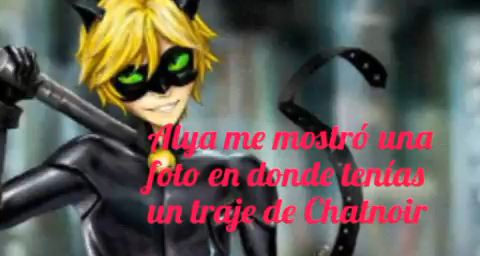 Alya me mostró una
foto en donde tenías
un traje de Chatnoir